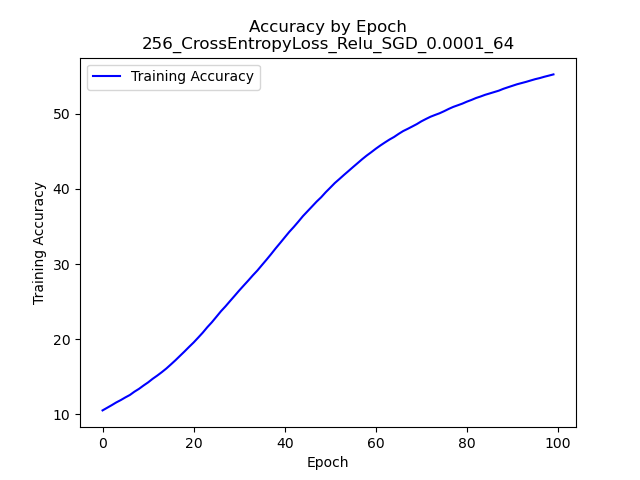 Accuracy by Epoch
256_CrossEntropyLoss_Relu_SGD_0.0001_64
Training Accuracy
50
40
30
20
10
Training Accuracy
0 20 40 60 80 100
Epoch